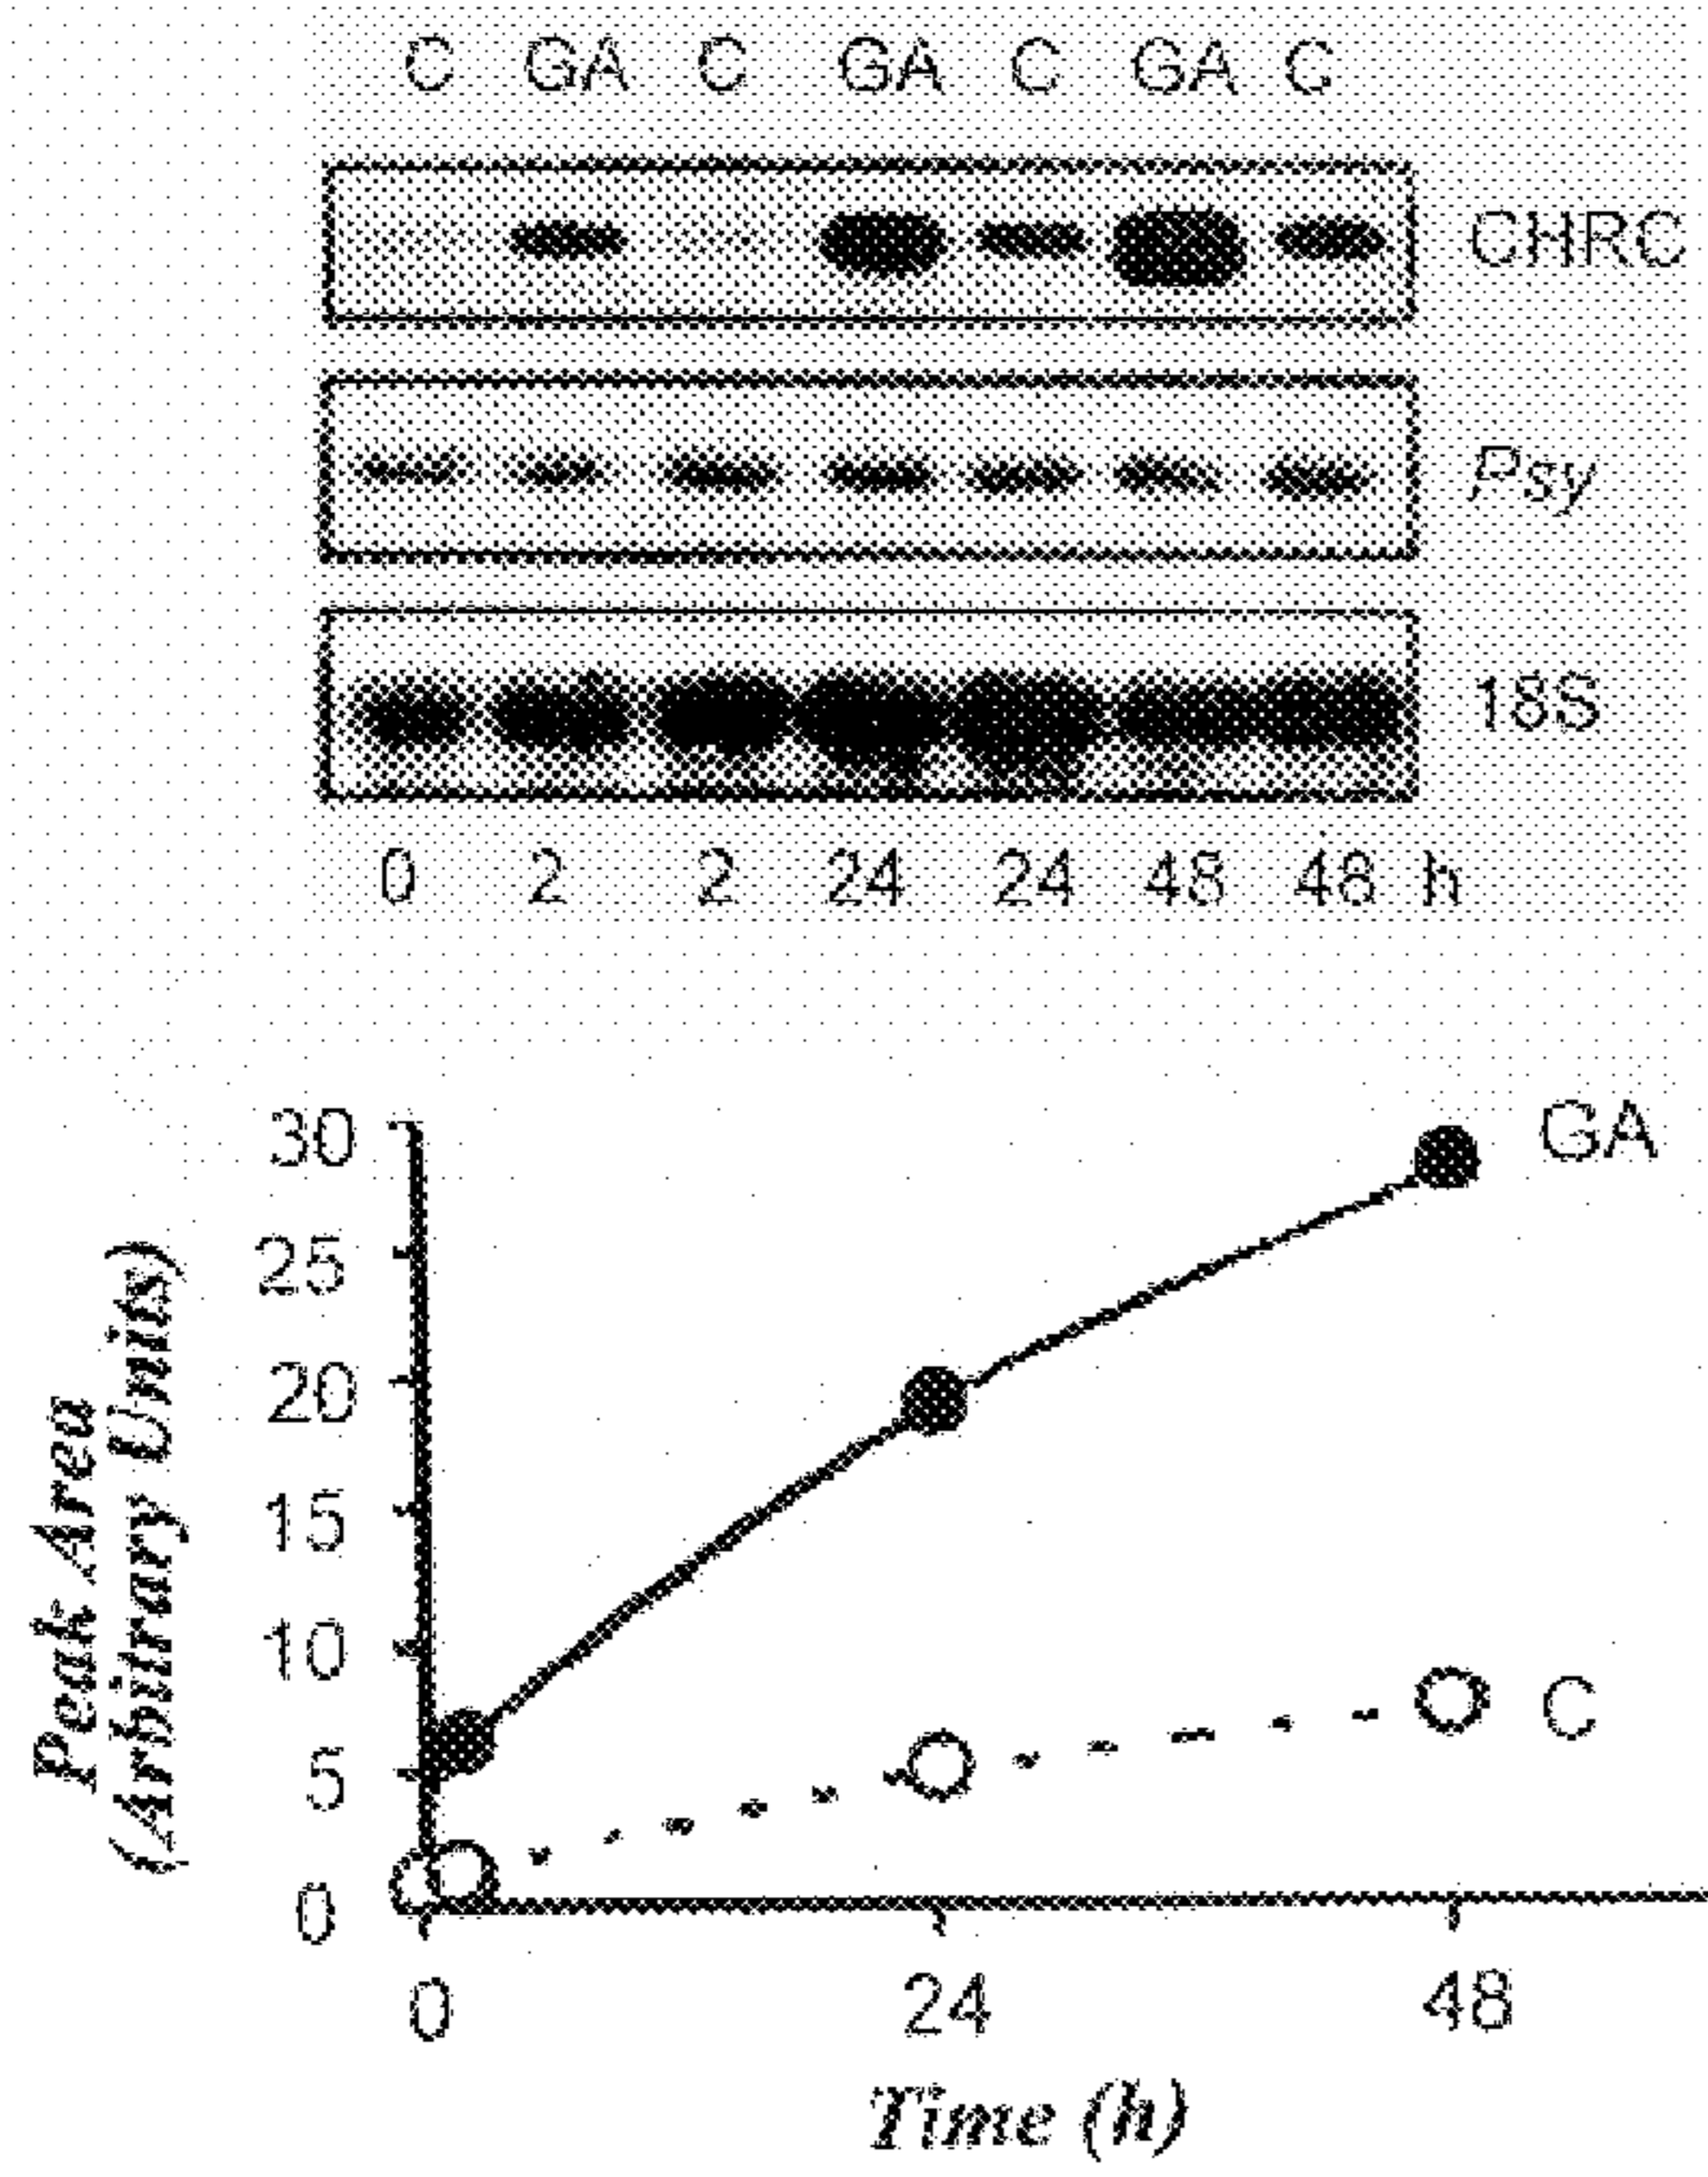 C GA C GA C GA C
CHRC
Psy
18S
0 2 2 24 24 48 48 h
30
25
20
15
10
5
0
Peak Area
(Arbitrary Units)
GA
C
0 24 48
Time (h)